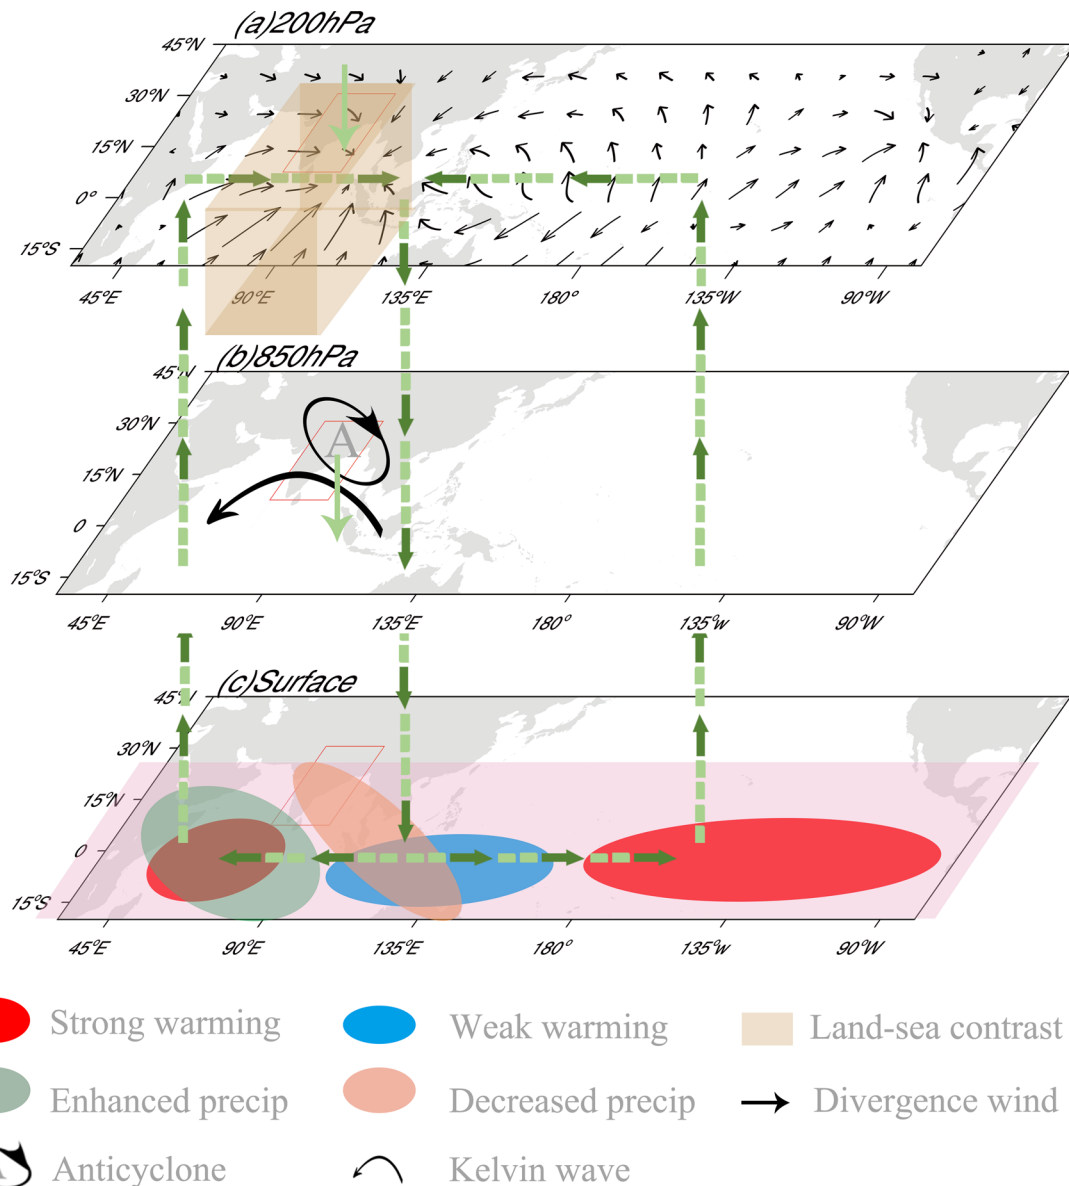 (a)200hPa
45°N
30°N
15°N
0°
15°S
45°E 90°E 135°E 180° 135°W 90°W
(b)850hPa
45°N
30°N
A
15°N
0
15°S
45°E 90°E 135°E 180° 135°w 90°W
(c)Surface
45°N
30°N
15°N
0
15°S
45°E 90°E 135°E 180° 135°w 90°W
Strong warming Weak warming Land-sea contrast
Enhanced precip Decreased precip Divergence wind
Anticyclone Kelvin wave